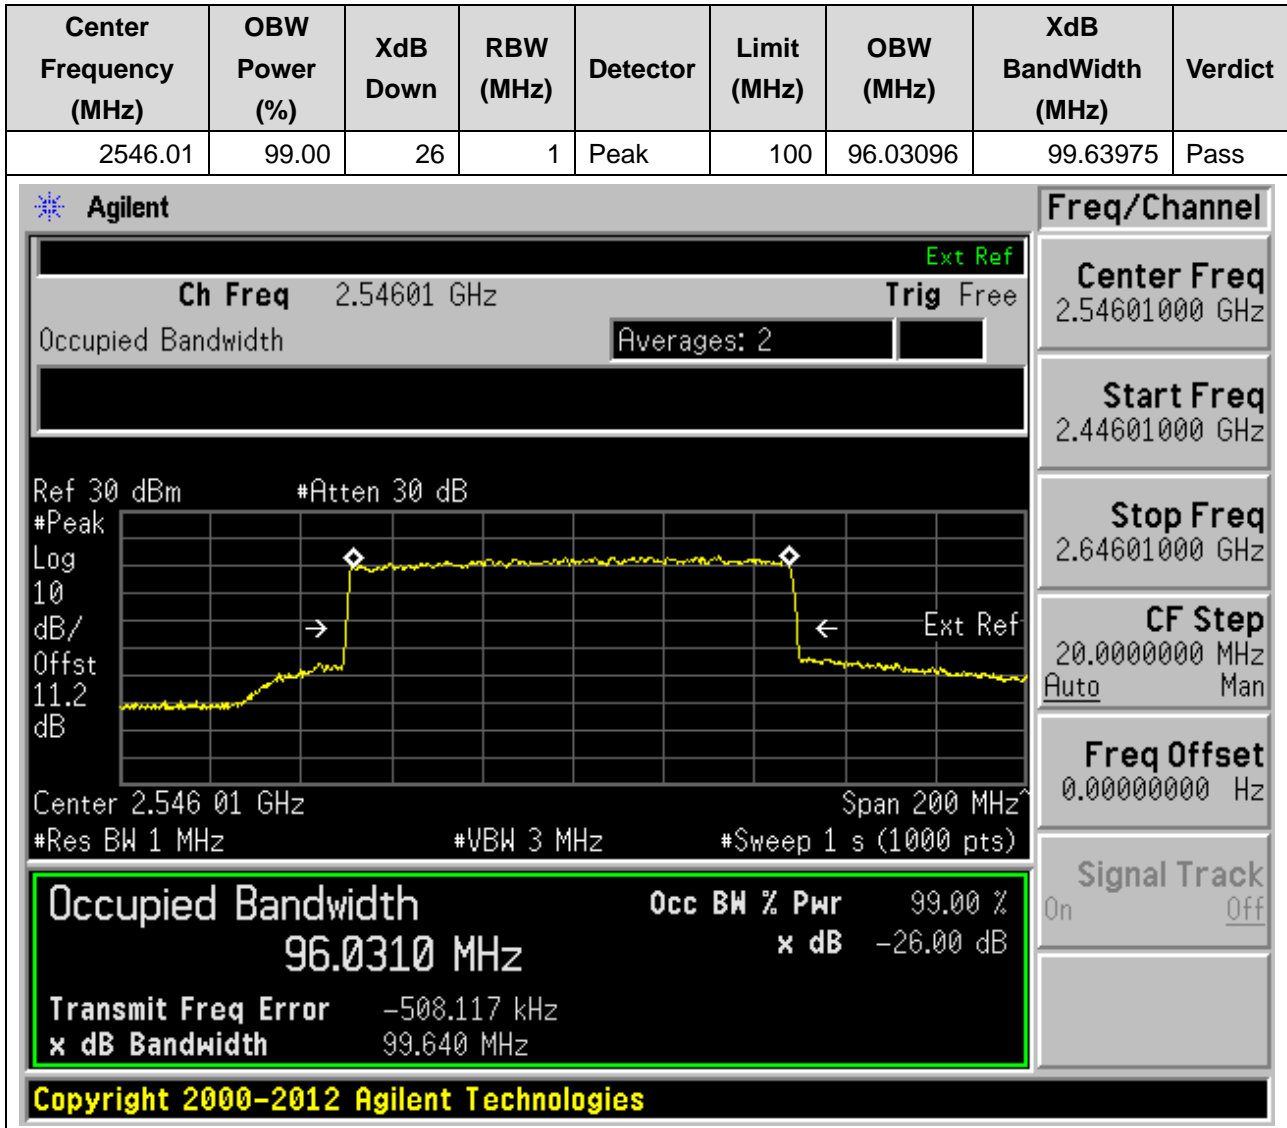 Center Frequency (MHz) OBW Power (%) XdB Down RBW (MHz) Detector Limit (MHz) OBW (MHz) XdB BandWidth (MHz) Verdict
2546.01 99.00 26 1 Peak 100 96.03096 99.63975 Pass
Agilent
Freq/Channel
Ext Ref
Ch Freq 2.54601 GHz Trig Free
Occupied Bandwidth Averages: 2
Ref 30 dBm #Atten 30 dB
#Peak
Log
10
dB/
Offst
11.2
dB
Ext Ref
Center 2.546 01 GHz Span 200 MHz^
#Res BW 1 MHz #VBW 3 MHz #Sweep 1 s (1000 pts)
Occupied Bandwidth
96.0310 MHz
Occ BW % Pwr 99.00 %
x dB -26.00 dB
Transmit Freq Error -508.117 kHz
x dB Bandwidth 99.640 MHz
Center Freq
2.54601000 GHz
Start Freq
2.44601000 GHz
Stop Freq
2.64601000 GHz
CF Step
20.0000000 MHz
Auto Man
Freq Offset
0.00000000 Hz
Signal Track
On Off
Copyright 2000-2012 Agilent Technologies